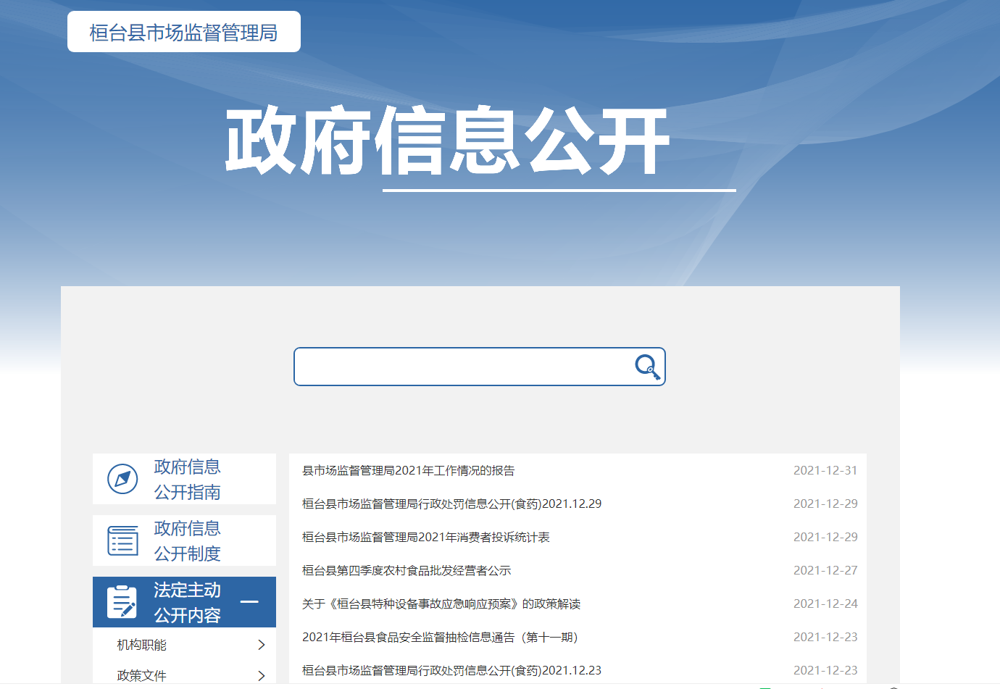 桓台县市场监督管理局
政府信息公开
政府信息
公开指南
政府信息
公开制度
法定主动
公开内容
机构职能
政策文件
县市场监督管理局2021年工作情况的报告 2021-12-31
桓台县市场监督管理局行政处罚信息公开(食药)2021.12.29 2021-12-29
桓台县市场监督管理局2021年消费者投诉统计表 2021-12-29
桓台县第四季度农村食品批发经营者公示 2021-12-27
关于《桓台县特种设备事故应急响应预案》的政策解读 2021-12-24
2021年桓台县食品安全监督抽检信息通告（第十一期） 2021-12-23
桓台县市场监督管理局行政处罚信息公开(食药)2021.12.23 2021-12-23